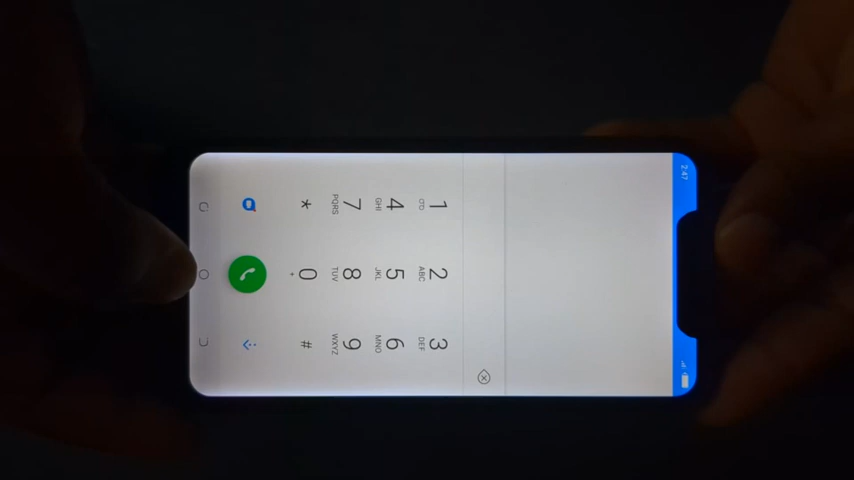 2:47
1 2 3
ABC DEF
4 5 6
GHI JKL MNO
7 8 9
PQRS TUV WXYZ
* 0 #
+